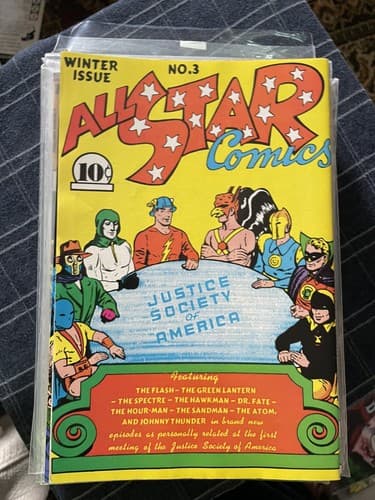 WINTER
ISSUE
NO.3
ALL STAR
Comics
10¢
JUSTICE
SOCIETY
OF
AMERICA
Featuring
THE FLASH - THE GREEN LANTERN
- THE SPECTRE - THE HAWKMAN - DR. FATE -
THE HOUR-MAN - THE SANDMAN - THE ATOM,
AND JOHNNY THUNDER in brand new
episodes as personally related at the first
meeting of the Justice Society of America